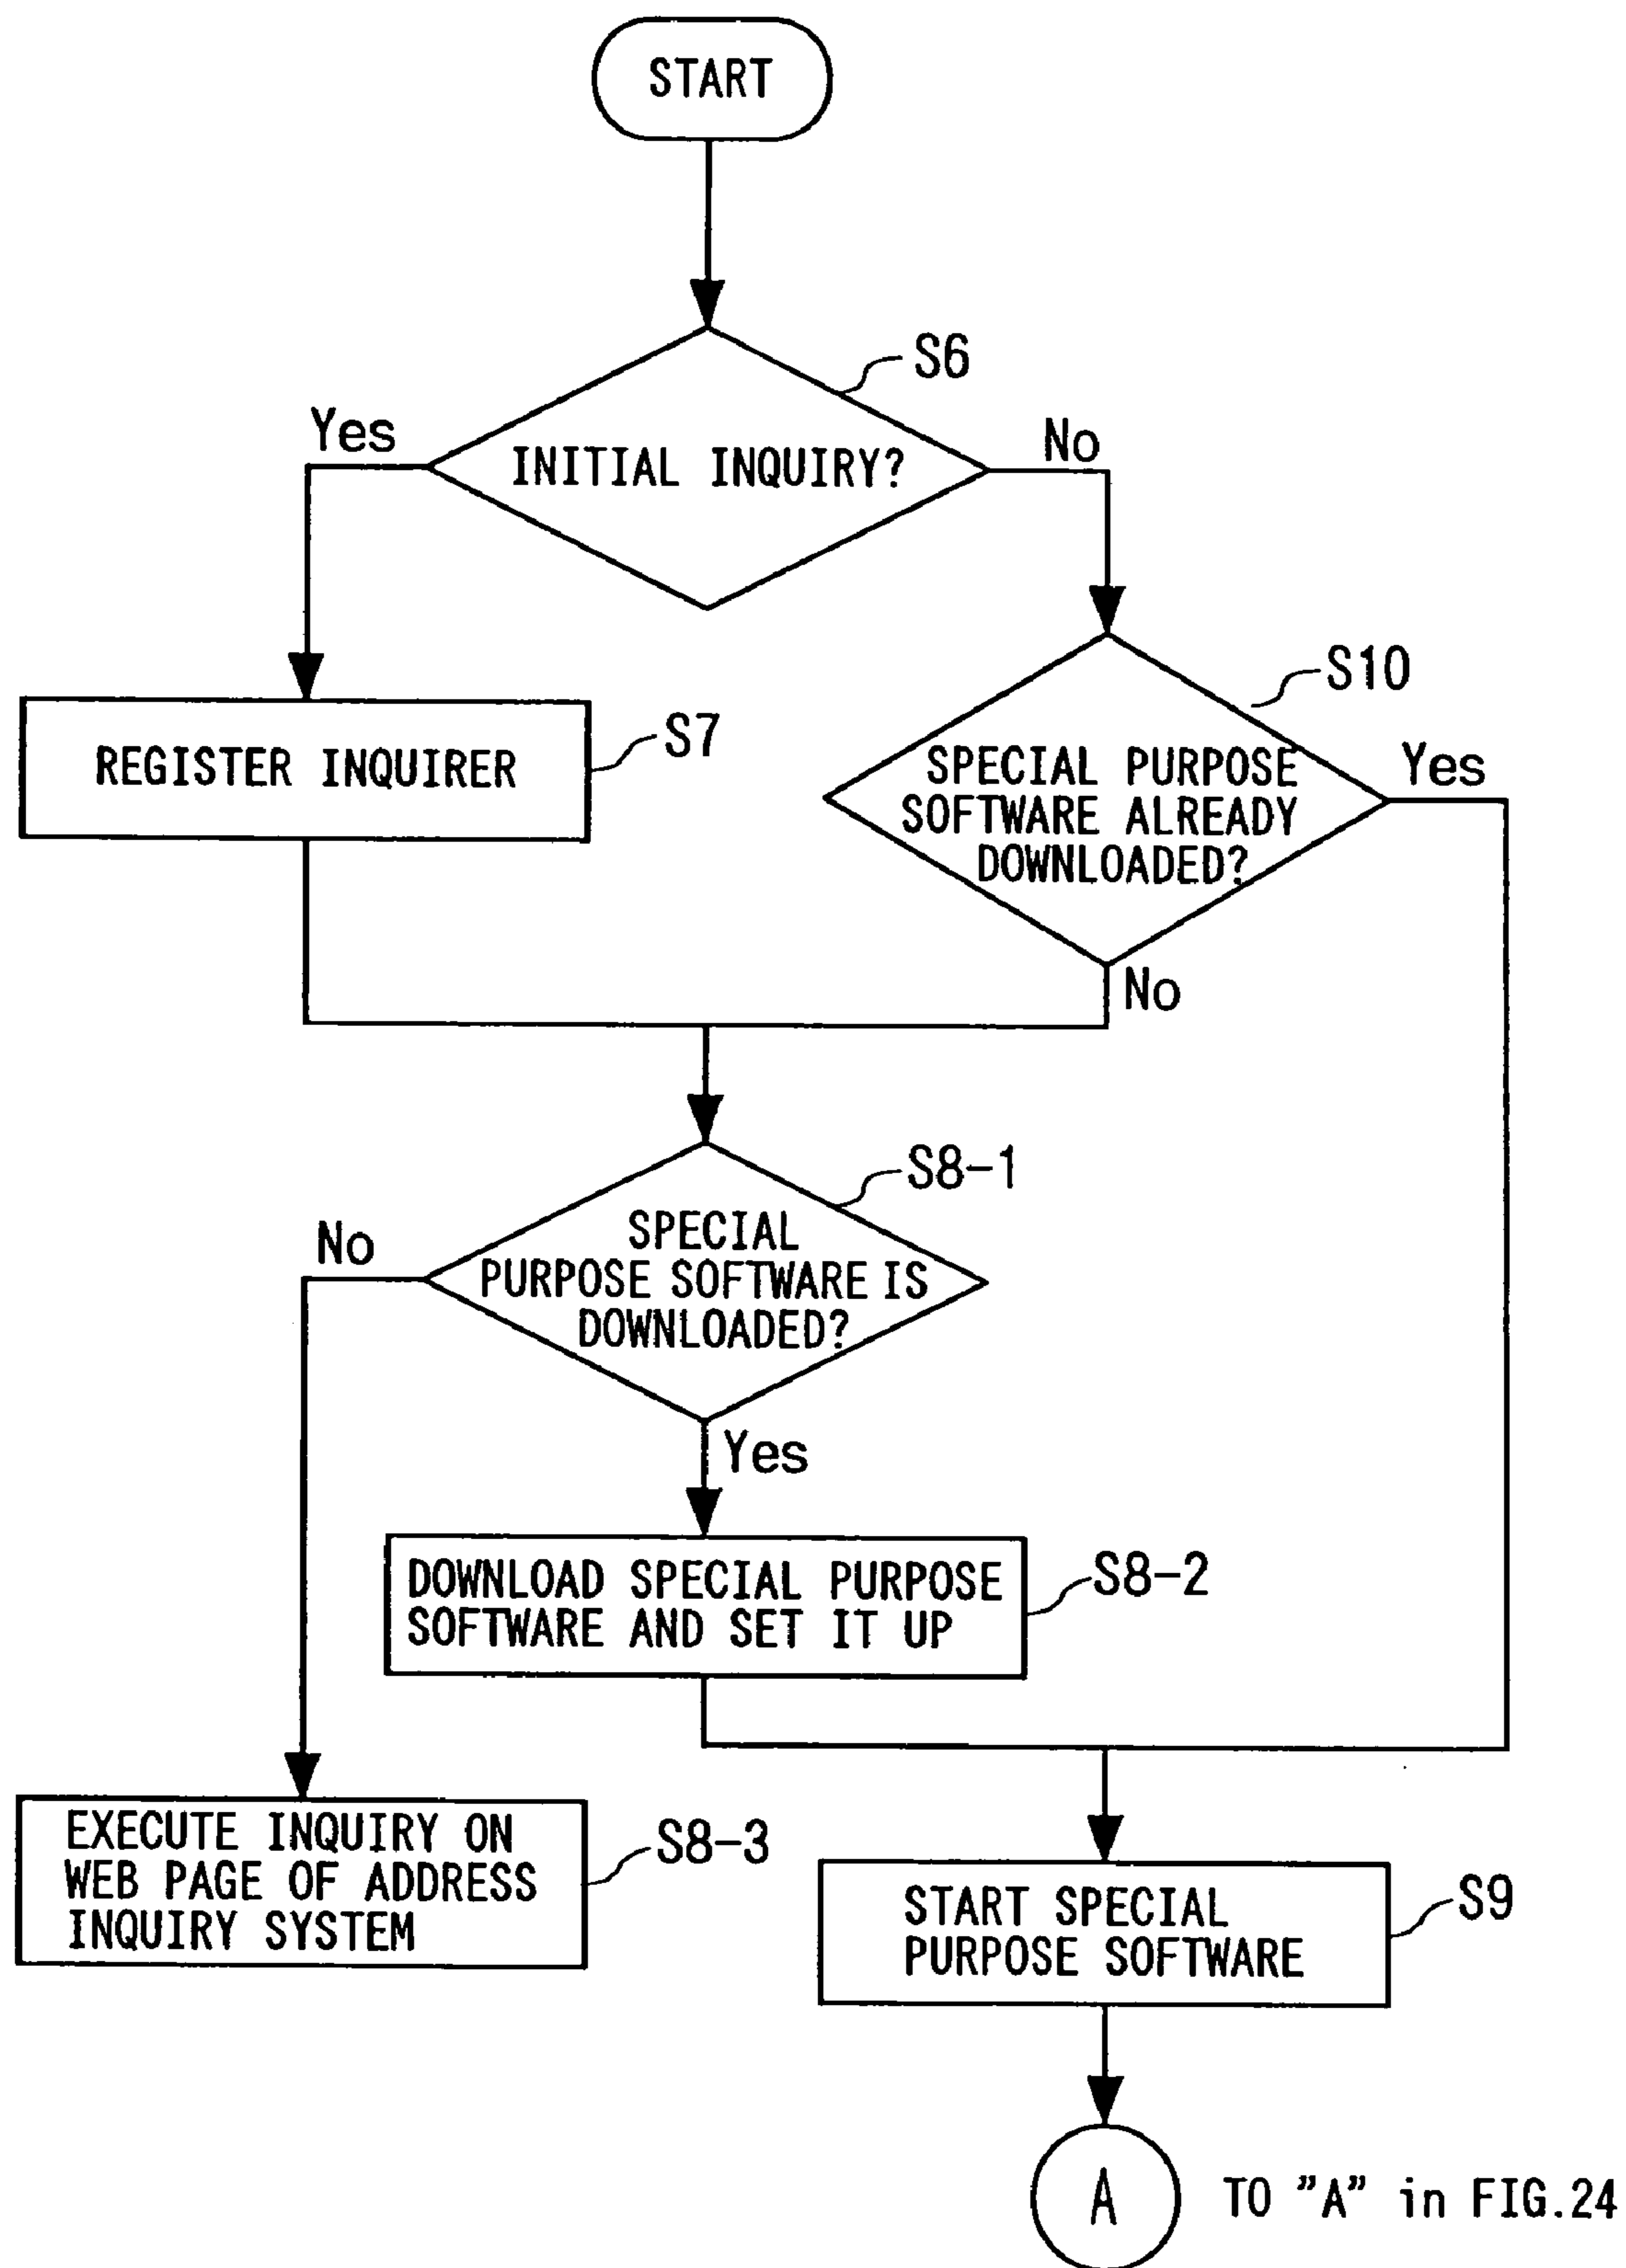 START
S6
Yes
No
INITIAL INQUIRY?
S10
S7
REGISTER INQUIRER
SPECIAL PURPOSE
SOFTWARE ALREADY
DOWNLOADED?
Yes
No
S8-1
No
SPECIAL
PURPOSE SOFTWARE IS
DOWNLOADED?
Yes
DOWNLOAD SPECIAL PURPOSE
SOFTWARE AND SET IT UP
S8-2
EXECUTE INQUIRY ON
WEB PAGE OF ADDRESS
INQUIRY SYSTEM
S8-3
START SPECIAL
PURPOSE SOFTWARE
S9
A
TO "A" in FIG.24